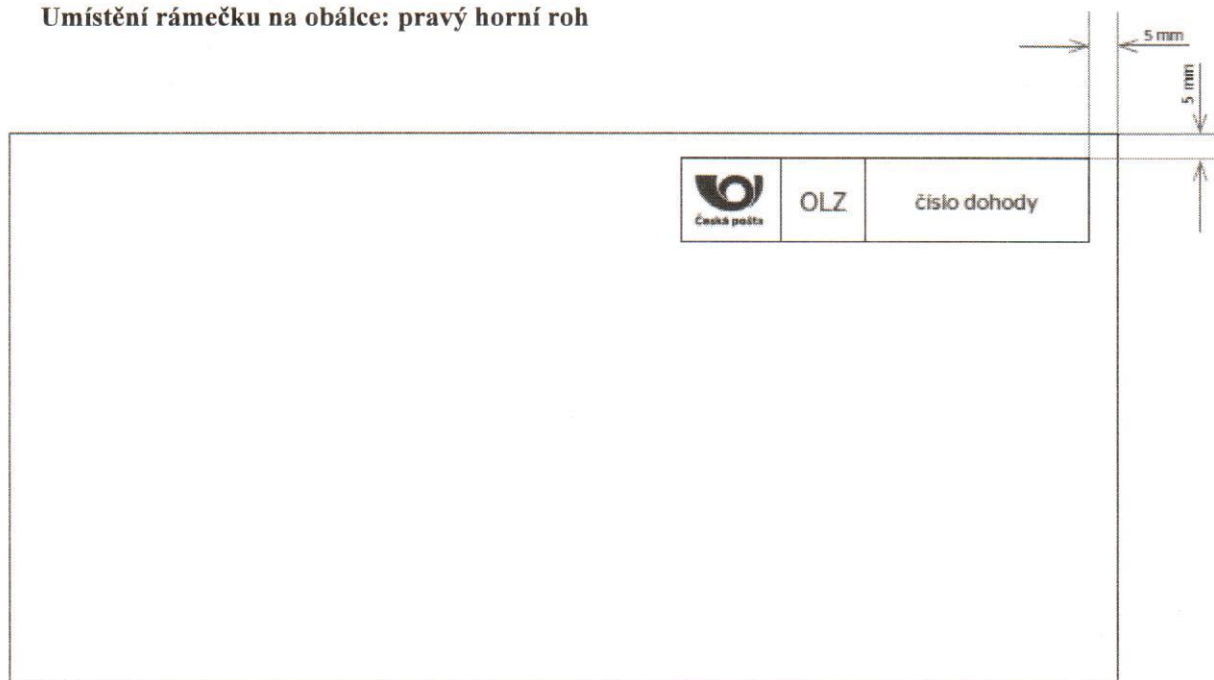 Umístění rámečku na obálce: pravý horní roh
5 mm
5 mm
Česká pošta
OLZ
číslo dohody